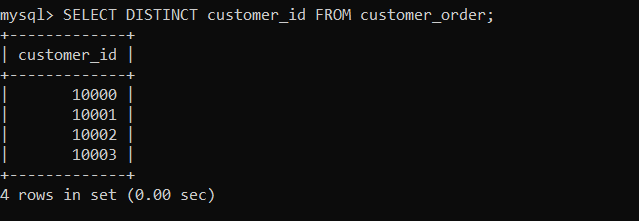 mysql> SELECT DISTINCT customer_id FROM customer_order;
+-------------+
| customer_id |
+-------------+
|       10000 |
|       10001 |
|       10002 |
|       10003 |
+-------------+
4 rows in set (0.00 sec)